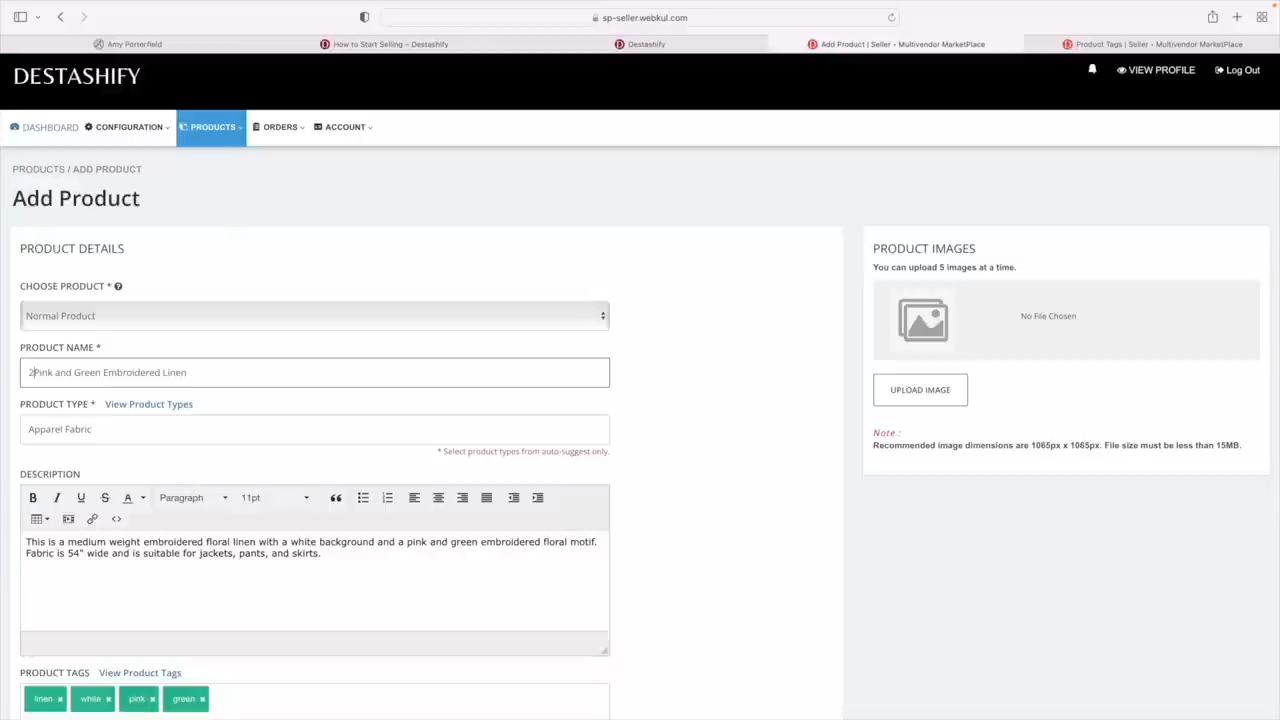 sp-seller.webkul.com
Amy Porterfield
How to Start Selling – Destashify
Destashify
Add Product | Seller • Multivendor MarketPlace
Product Tags | Seller • Multivendor MarketPlace
DESTASHIFY
VIEW PROFILE
Log Out
DASHBOARD
CONFIGURATION
PRODUCTS
ORDERS
ACCOUNT
PRODUCTS / ADD PRODUCT
Add Product
PRODUCT DETAILS
CHOOSE PRODUCT *
Normal Product
PRODUCT NAME *
2Pink and Green Embroidered Linen
PRODUCT TYPE * View Product Types
Apparel Fabric
* Select product types from auto-suggest only.
DESCRIPTION
B I U S A Paragraph 11pt
This is a medium weight embroidered floral linen with a white background and a pink and green embroidered floral motif.
Fabric is 54" wide and is suitable for jackets, pants, and skirts.
PRODUCT TAGS View Product Tags
linen × white × pink × green ×
PRODUCT IMAGES
You can upload 5 images at a time.
No File Chosen
UPLOAD IMAGE
Note :
Recommended image dimensions are 1065px x 1065px. File size must be less than 15MB.